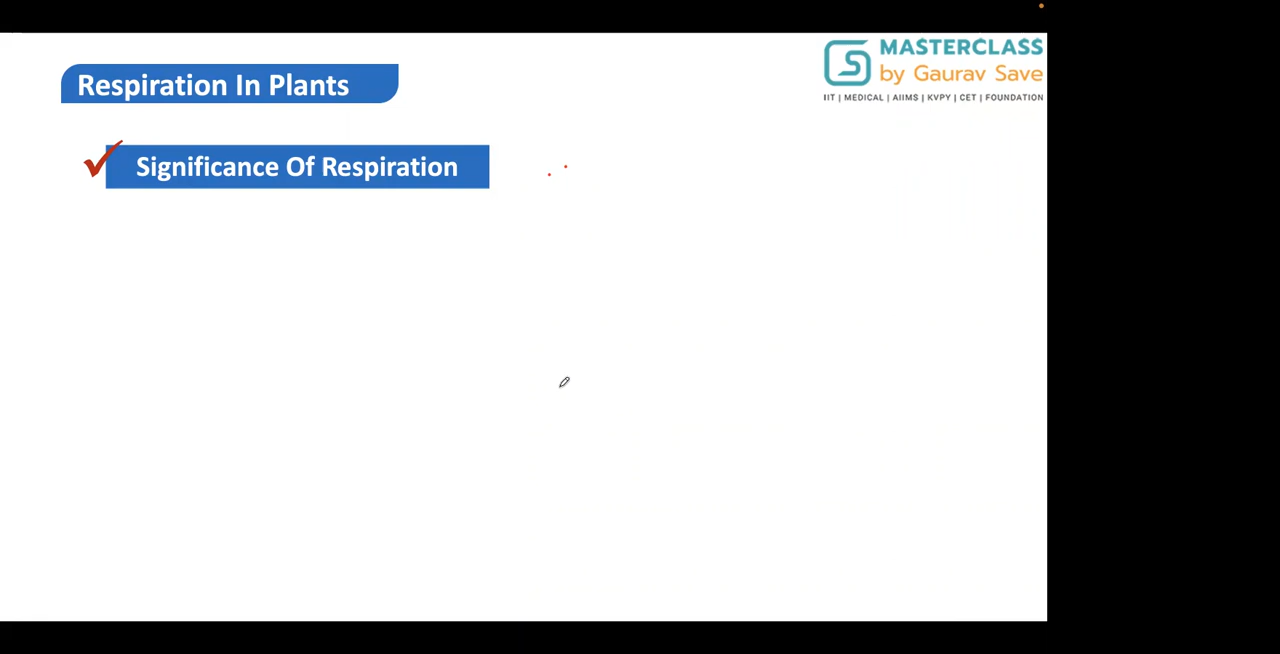 Respiration In Plants
MASTERCLASS
by Gaurav Save
IIT | MEDICAL | AIIMS | KVPY | CET | FOUNDATION
Significance Of Respiration